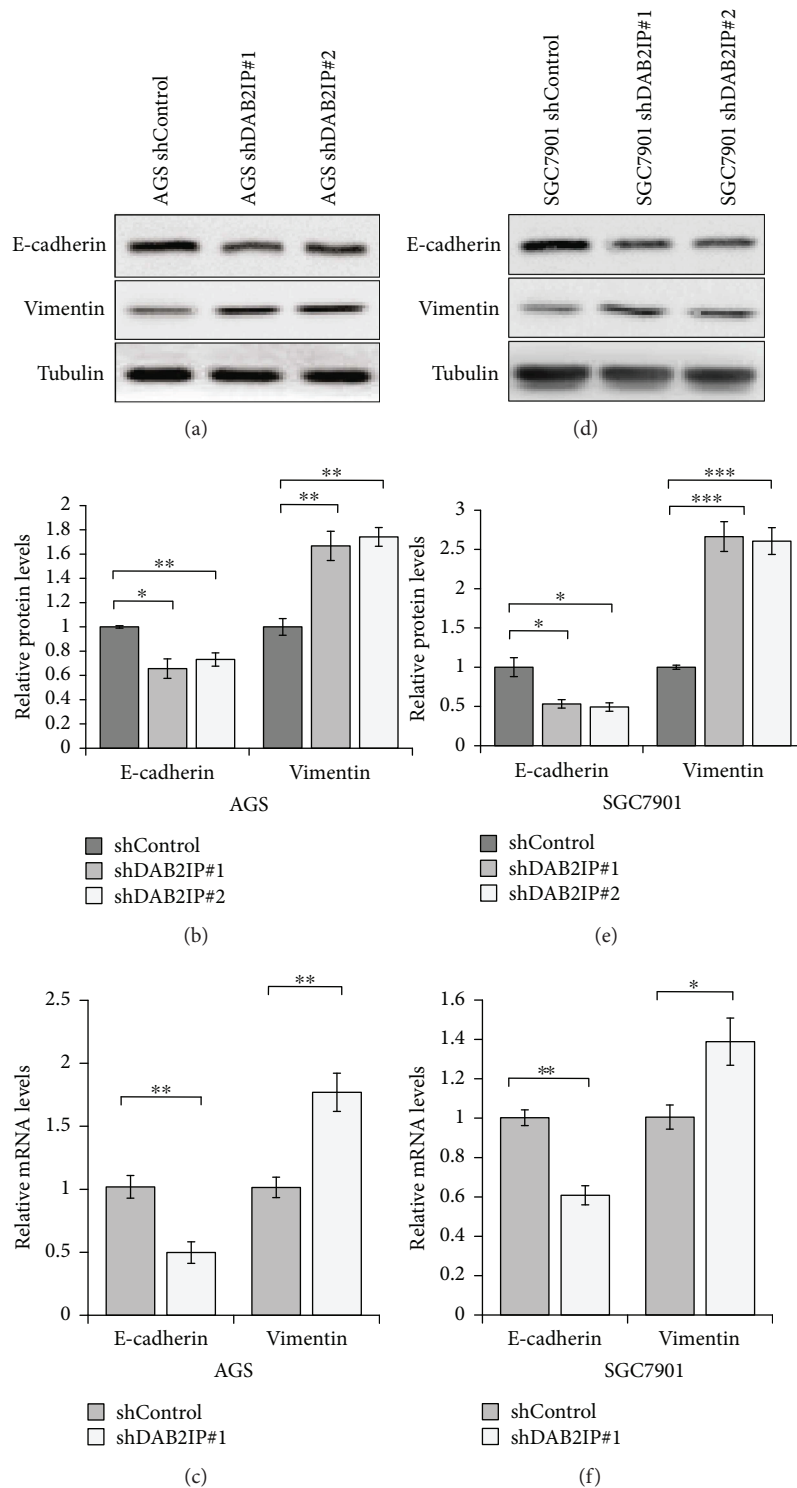 AGS shControl
AGS shDAB2IP#1
AGS shDAB2IP#2
E-cadherin
Vimentin
Tubulin
(a)
SGC7901 shControl
SGC7901 shDAB2IP#1
SGC7901 shDAB2IP#2
E-cadherin
Vimentin
Tubulin
(d)
Relative protein levels
2
1.8
1.6
1.4
1.2
1
0.8
0.6
0.4
0.2
0
*
**
**
**
E-cadherin
Vimentin
AGS
shControl
shDAB2IP#1
shDAB2IP#2
(b)
Relative protein levels
3
2.5
2
1.5
1
0.5
0
*
*
***
***
E-cadherin
Vimentin
SGC7901
shControl
shDAB2IP#1
shDAB2IP#2
(e)
Relative mRNA levels
2.5
2
1.5
1
0.5
0
**
**
E-cadherin
Vimentin
AGS
shControl
shDAB2IP#1
(c)
Relative mRNA levels
1.6
1.4
1.2
1
0.8
0.6
0.4
0.2
0
**
*
E-cadherin
Vimentin
SGC7901
shControl
shDAB2IP#1
(f)